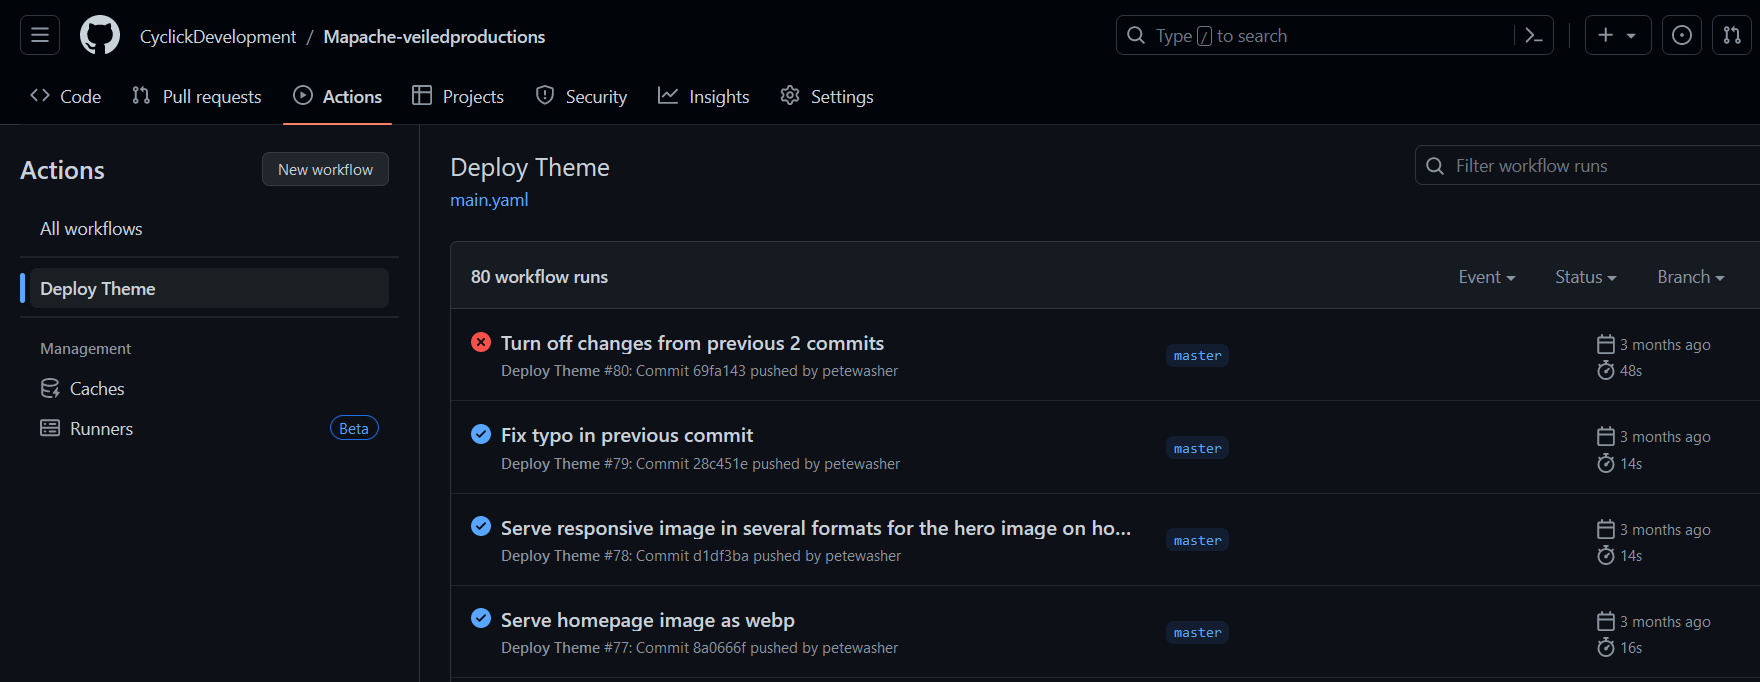 CyclickDevelopment / Mapache-veiledproductions
Type / to search
Code
Pull requests
Actions
Projects
Security
Insights
Settings
Actions
New workflow
All workflows
Deploy Theme
Management
Caches
Runners
Beta
Deploy Theme
main.yaml
Filter workflow runs
80 workflow runs
Event
Status
Branch
Turn off changes from previous 2 commits
Deploy Theme #80: Commit 69fa143 pushed by petewasher
master
3 months ago
48s
Fix typo in previous commit
Deploy Theme #79: Commit 28c451e pushed by petewasher
master
3 months ago
14s
Serve responsive image in several formats for the hero image on ho...
Deploy Theme #78: Commit d1df3ba pushed by petewasher
master
3 months ago
14s
Serve homepage image as webp
Deploy Theme #77: Commit 8a0666f pushed by petewasher
master
3 months ago
16s